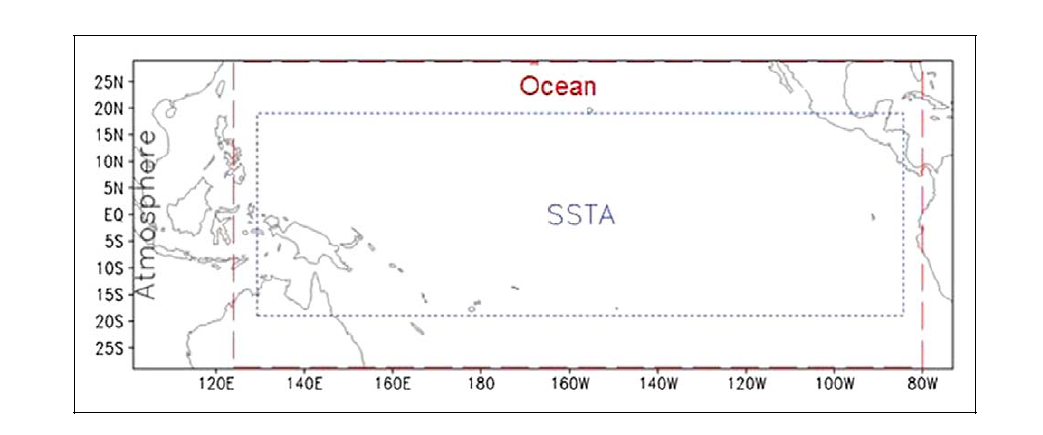 Ocean
SSTA
Atmosphere
25N
20N
15N
10N
5N
EQ
5S
10S
15S
20S
25S
120E 140E 160E 180 160W 140W 120W 100W 80W